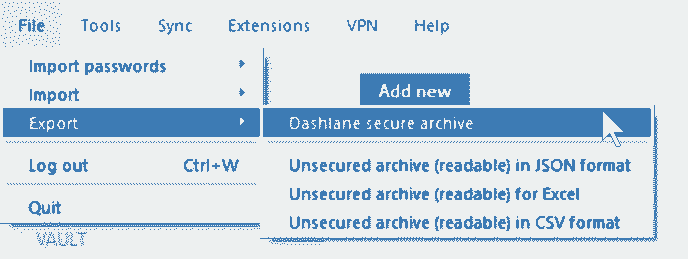 File Tools Sync Extensions VPN Help
Import passwords
Import
Add new
Export
Dashlane secure archive
Log out Ctrl+W
Unsecured archive (readable) in JSON format
Unsecured archive (readable) for Excel
Quit
Unsecured archive (readable) in CSV format
VAULT